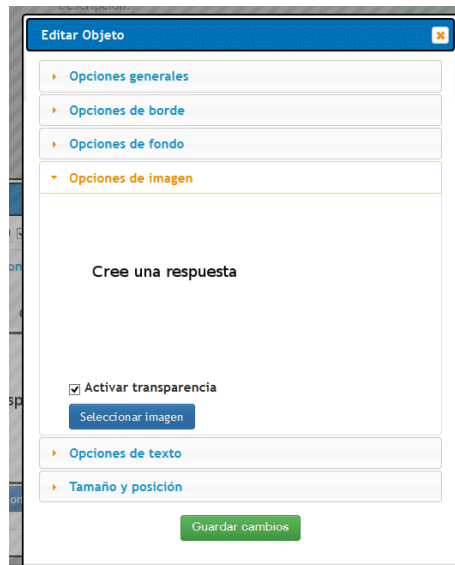 Descripción:
Editar Objeto
Opciones generales
Opciones de borde
Opciones de fondo
Opciones de imagen
Cree una respuesta
Activar transparencia
Seleccionar imagen
Opciones de texto
Tamaño y posición
Guardar cambios